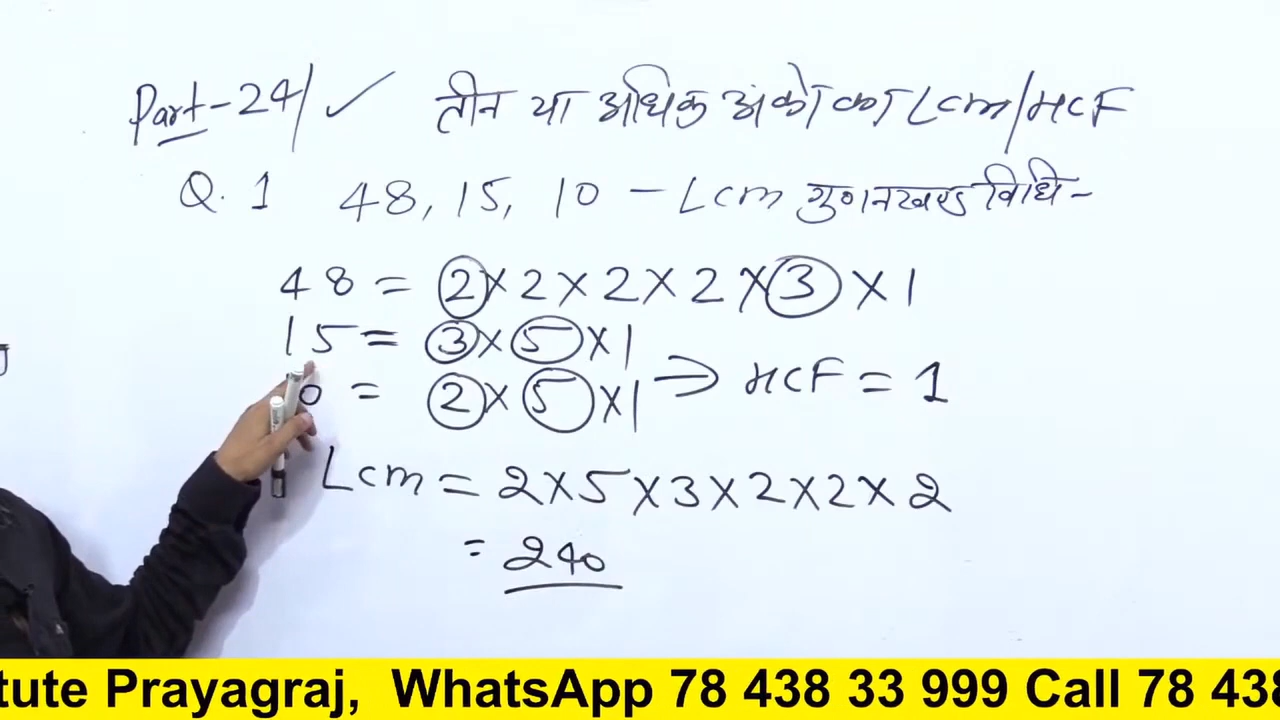 Part-24/ ✓ तीन या अधिक अंको का Lcm/HCF
Q. 1 48, 15, 10 - Lcm गुणनखण्ड विधि -
48 = 2×2×2×2×3×1
15 = 3×5×1
0 = 2×5×1 ⇒ HCF = 1
Lcm = 2×5×3×2×2×2
= 240
tute Prayagraj, WhatsApp 78 438 33 999 Call 78 438